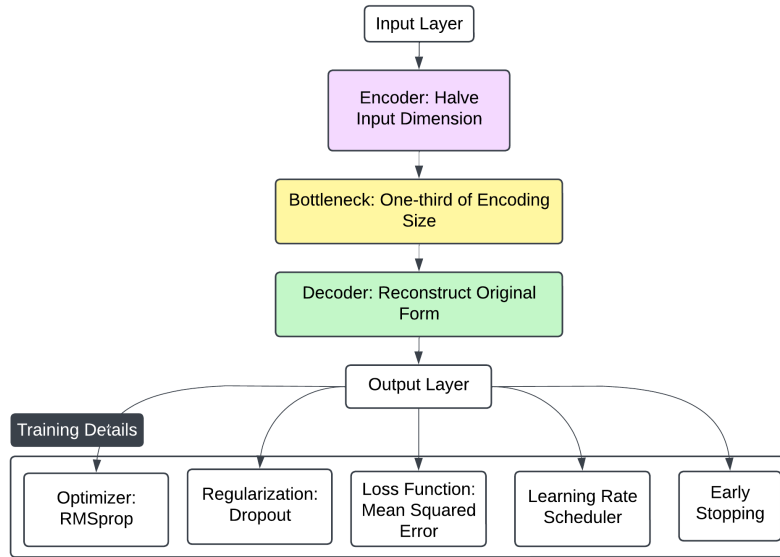 Input Layer
Encoder: Halve
Input Dimension
Bottleneck: One-third of Encoding
Size
Decoder: Reconstruct Original
Form
Output Layer
Training Details
Optimizer:
RMSprop
Regularization:
Dropout
Loss Function:
Mean Squared
Error
Learning Rate
Scheduler
Early
Stopping